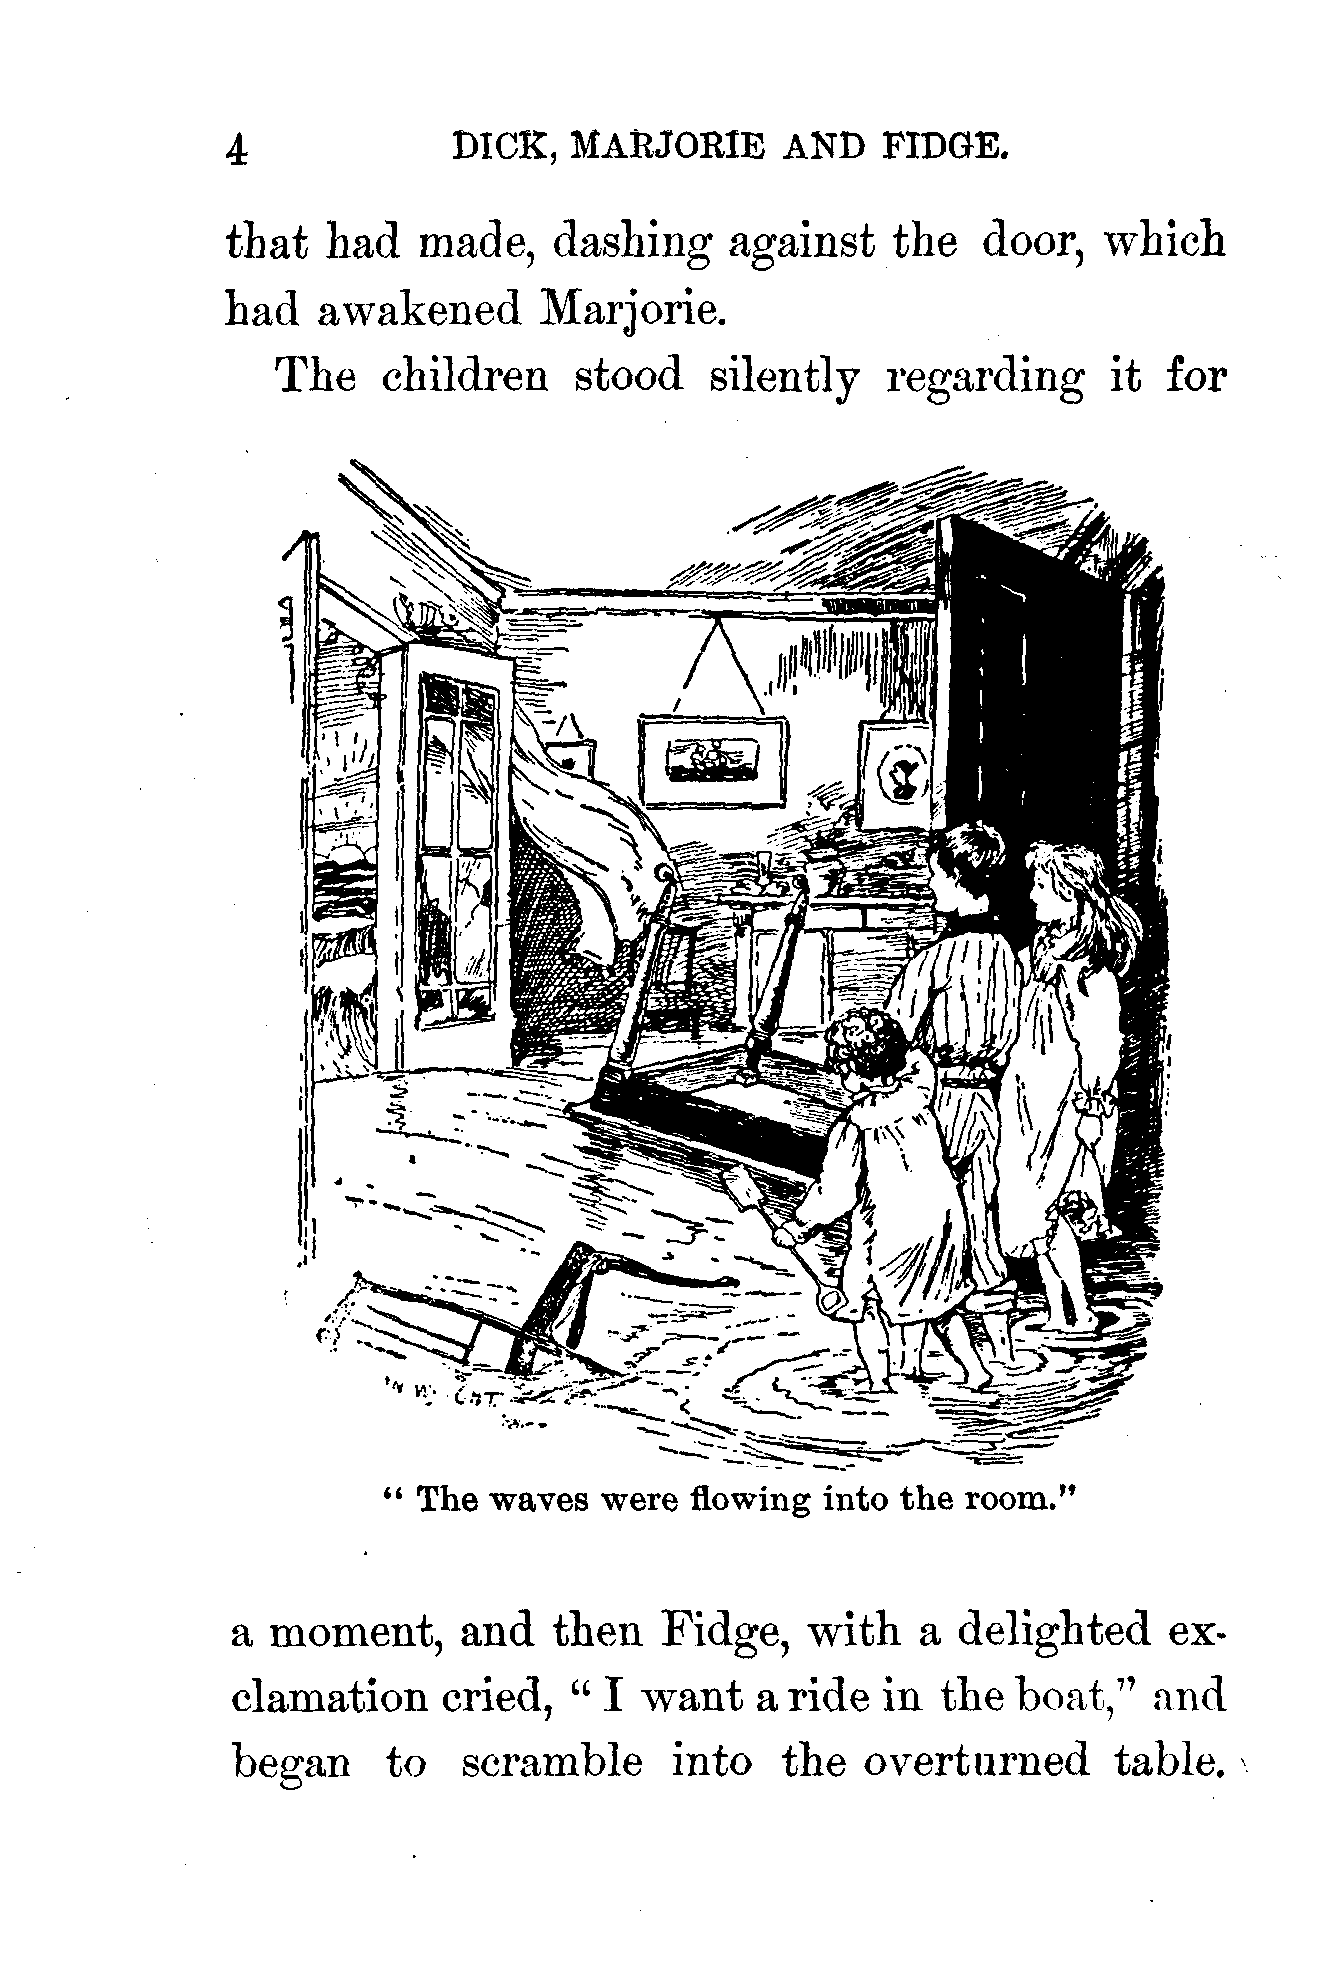 4 DICK, MARJORIE AND FIDGE.
that had made, dashing against the door, which
had awakened Marjorie.
The children stood silently regarding it for
“ The waves were flowing into the room.”
a moment, and then Fidge, with a delighted ex-
clamation cried, “ I want a ride in the boat,” and
began to scramble into the overturned table.